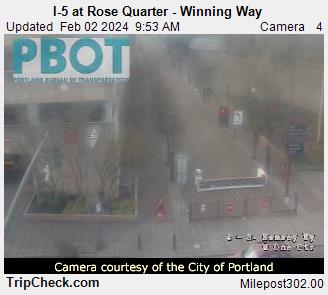 I-5 at Rose Quarter - Winning Way
Updated Feb 02 2024 9:53 AM Camera 4
PBOT
PORTLAND BUREAU OF TRANSPORTATION
Camera courtesy of the City of Portland
TripCheck.com Milepost302.00